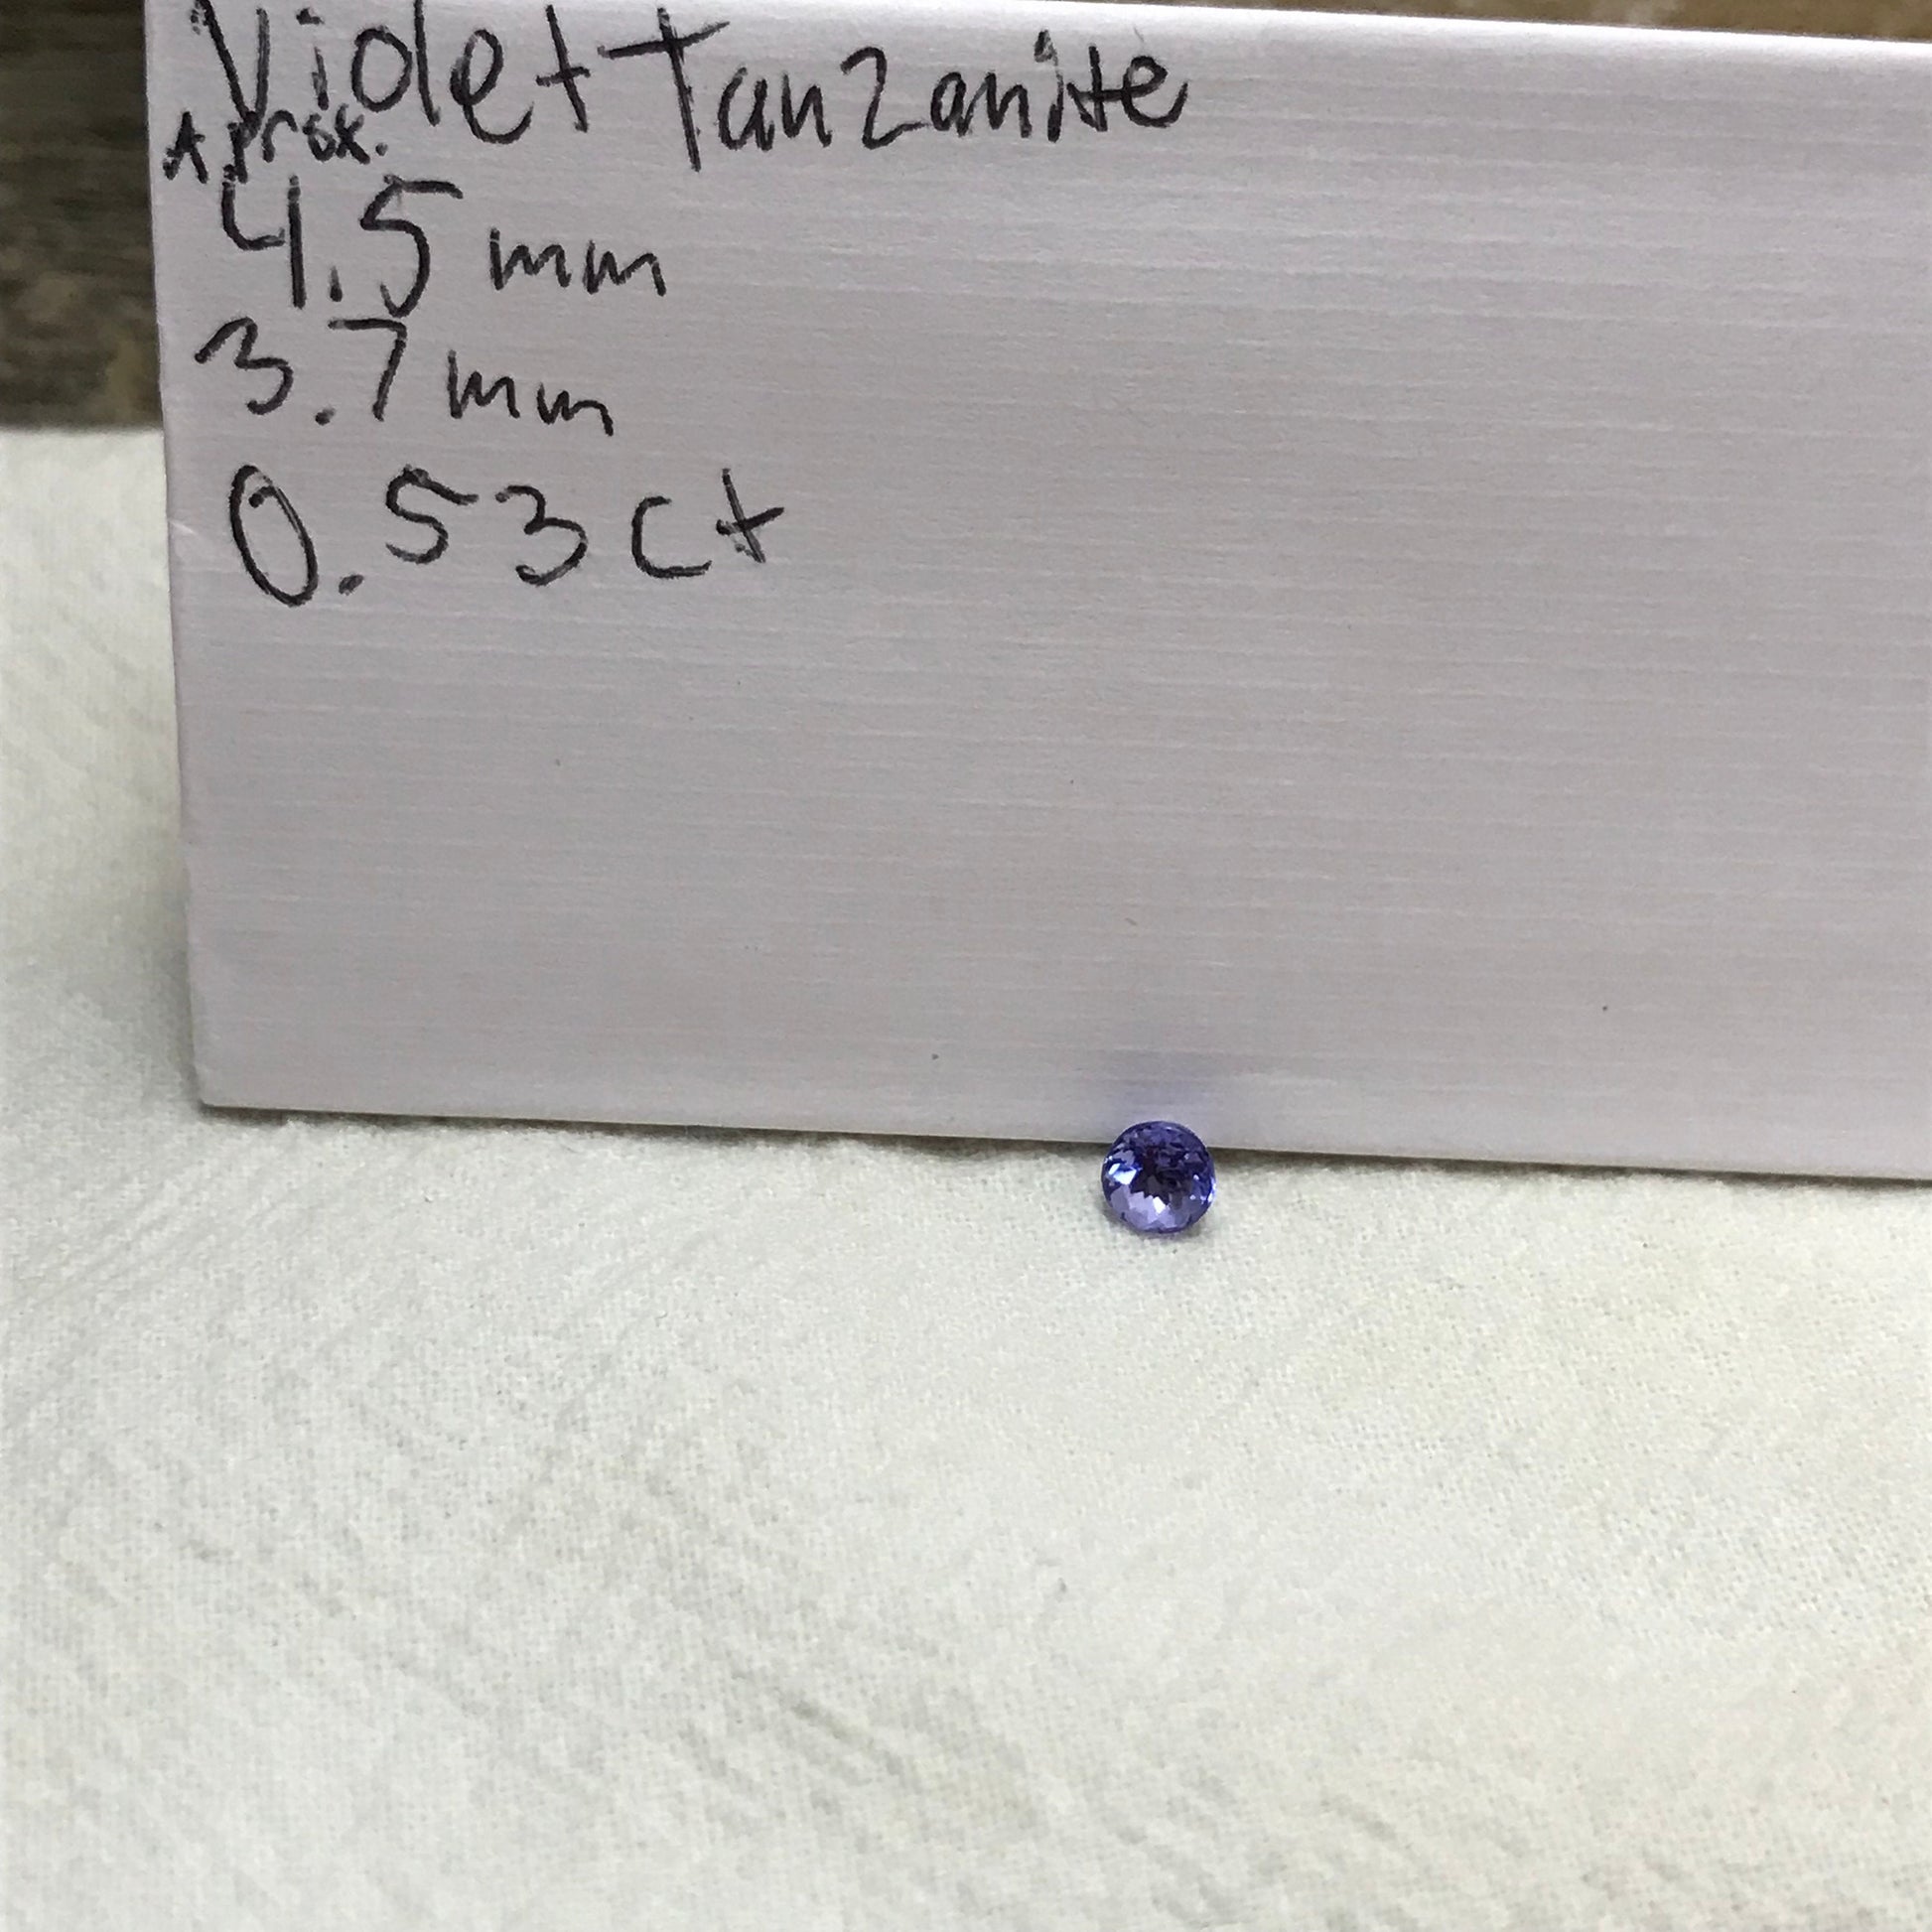 Violet Tanzanite
Aprox.
4.5 mm
3.7 mm
0.53 ct